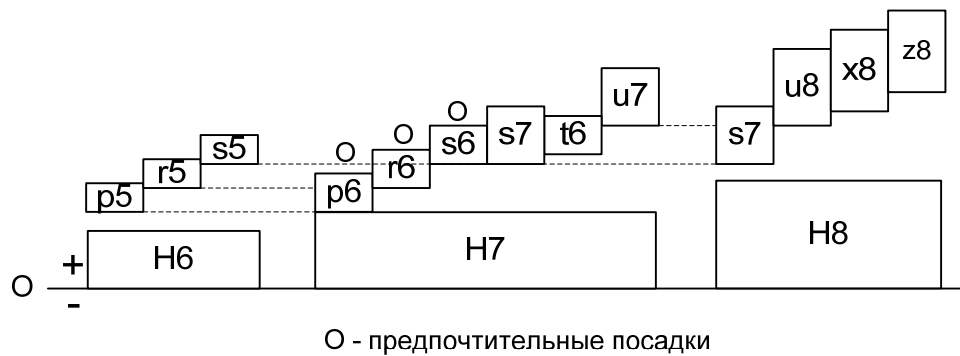 z8
x8
u8
u7
O
s7
t6
s7
O
s6
s5
O
r6
r5
p6
p5
H6
H7
H8
+
O
-
O - предпочтительные посадки